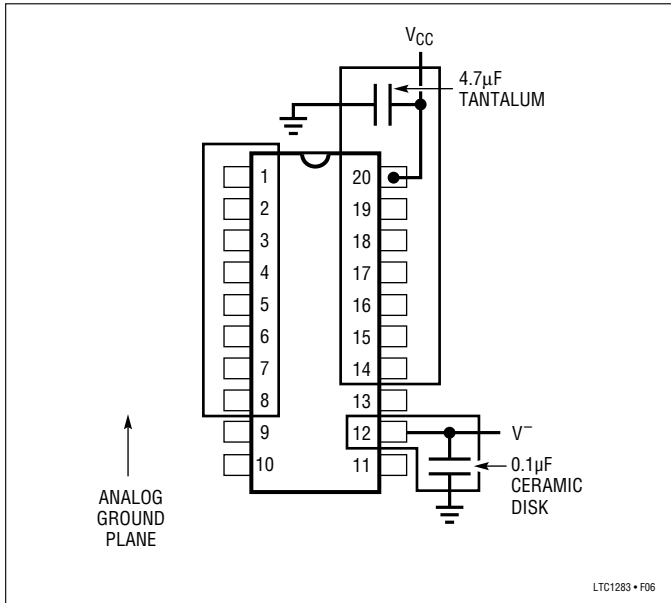 VCC
4.7µF
TANTALUM
1 20
2 19
3 18
4 17
5 16
6 15
7 14
8 13
9 12 V–
10 11
0.1µF
CERAMIC
DISK
ANALOG
GROUND
PLANE
LTC1283 • F06